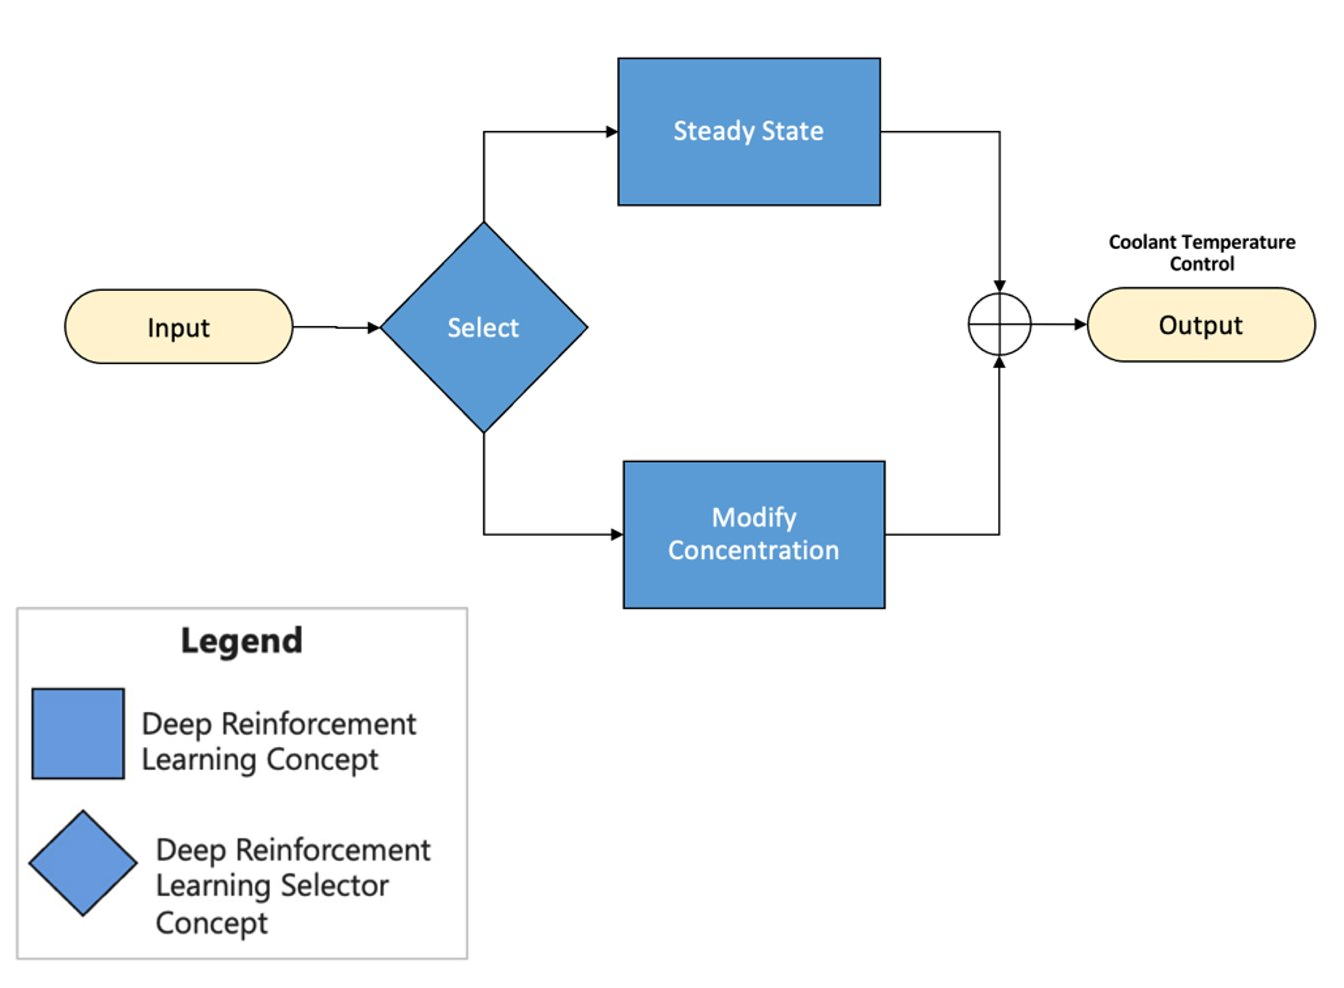 Steady State
Coolant Temperature
Control
Input
Select
Output
Modify
Concentration
Legend
Deep Reinforcement
Learning Concept
Deep Reinforcement
Learning Selector
Concept